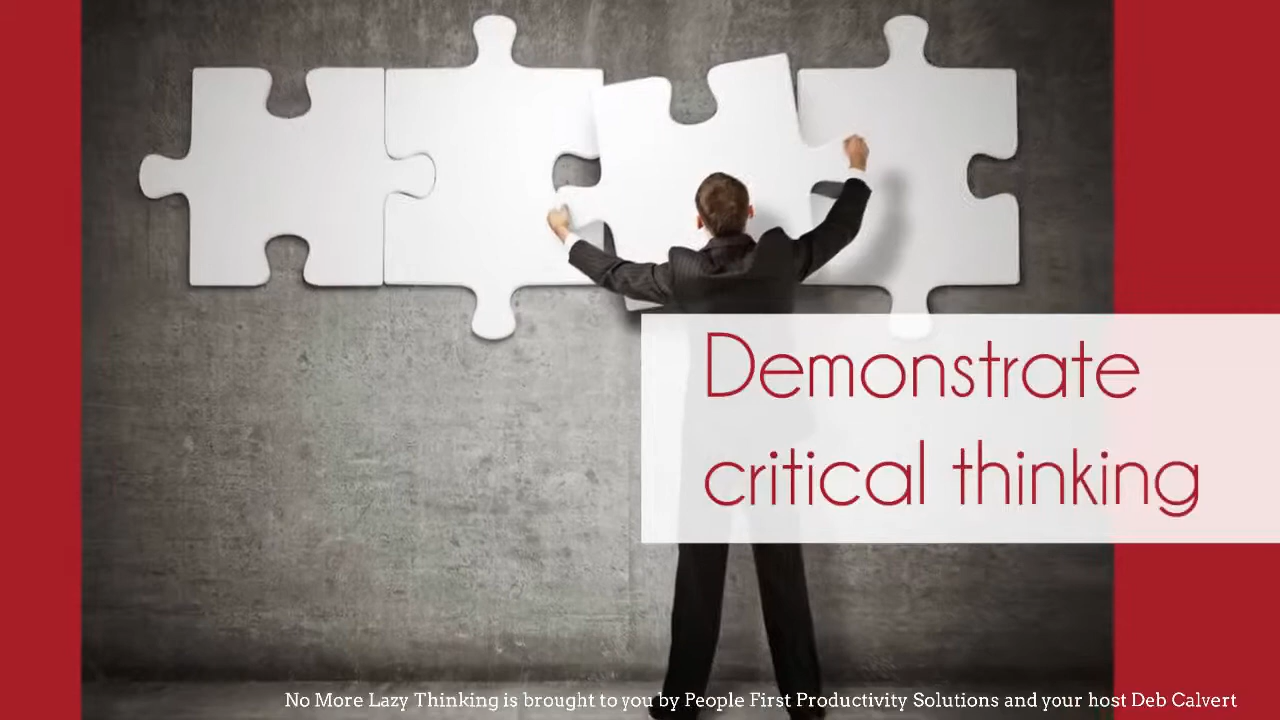 Demonstrate
critical thinking
No More Lazy Thinking is brought to you by People First Productivity Solutions and your host Deb Calvert